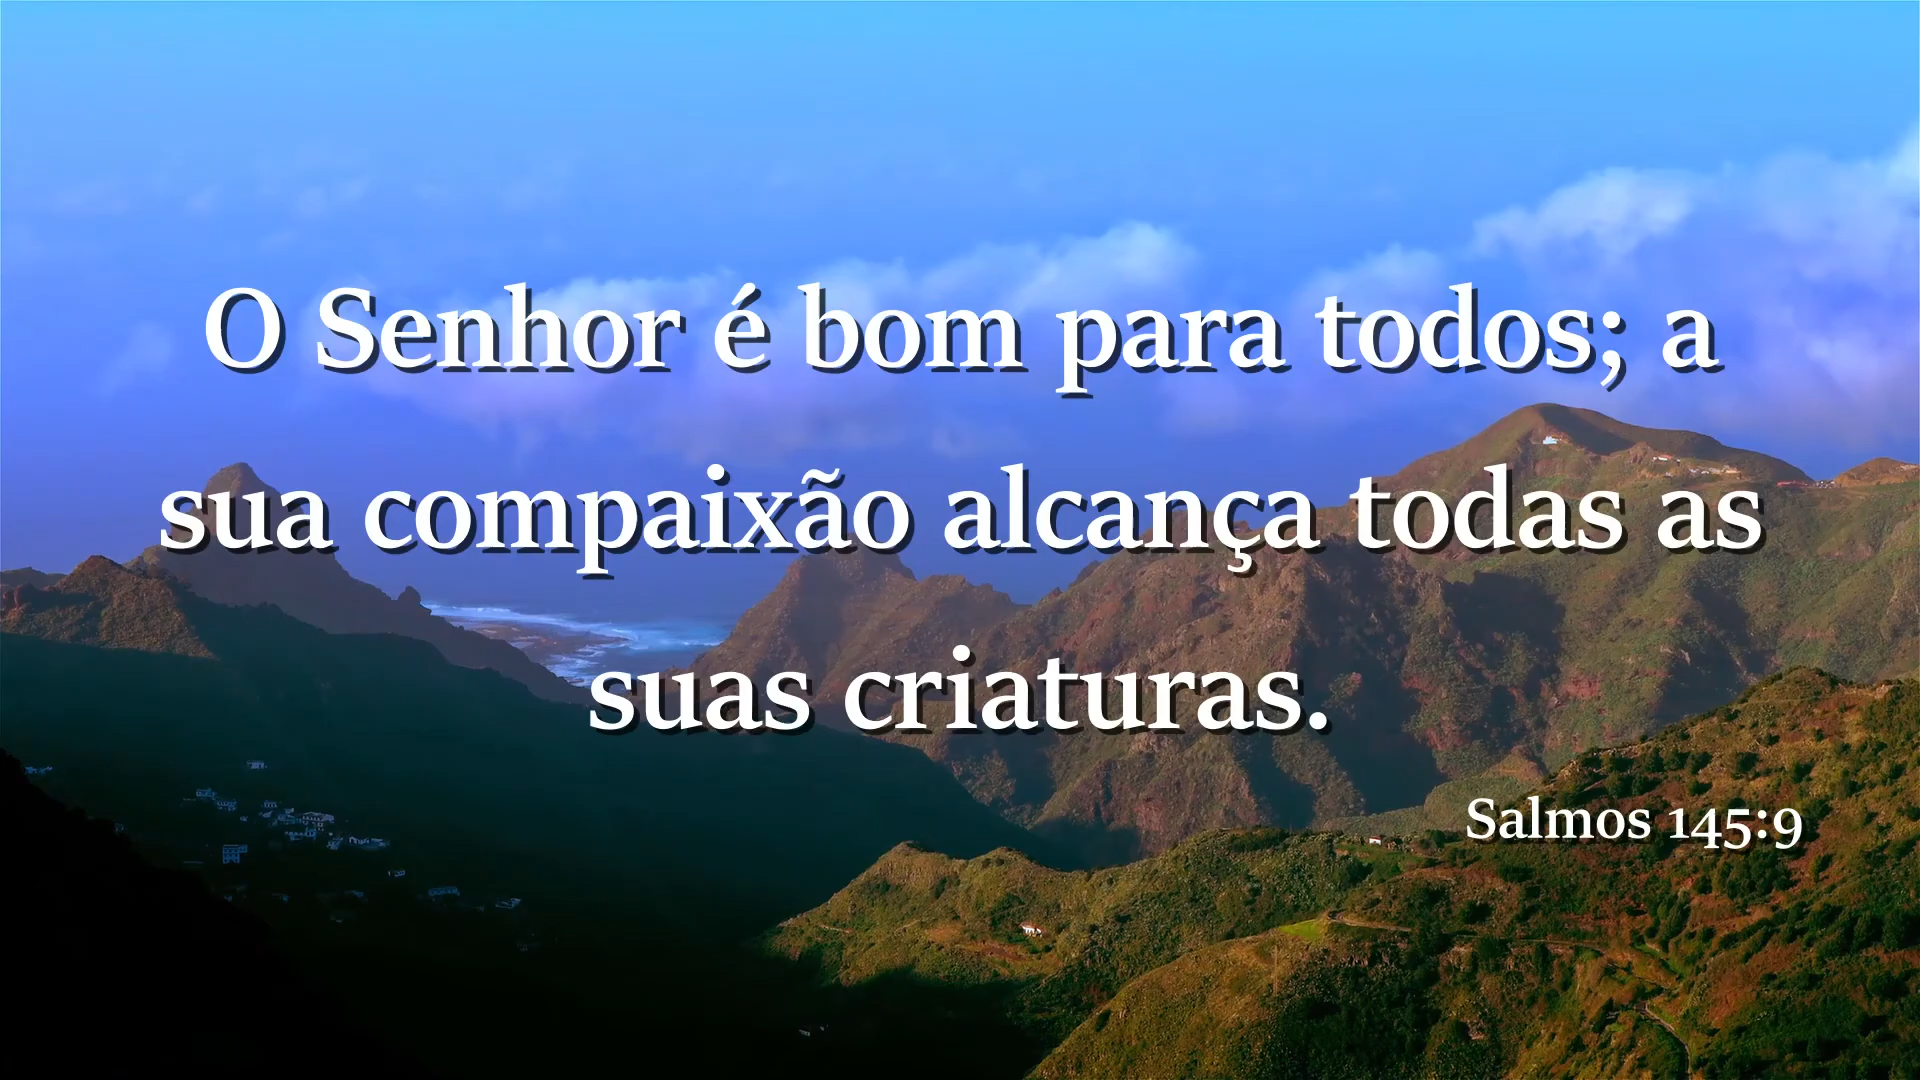 O Senhor é bom para todos; a
sua compaixão alcança todas as
suas criaturas.
Salmos 145:9